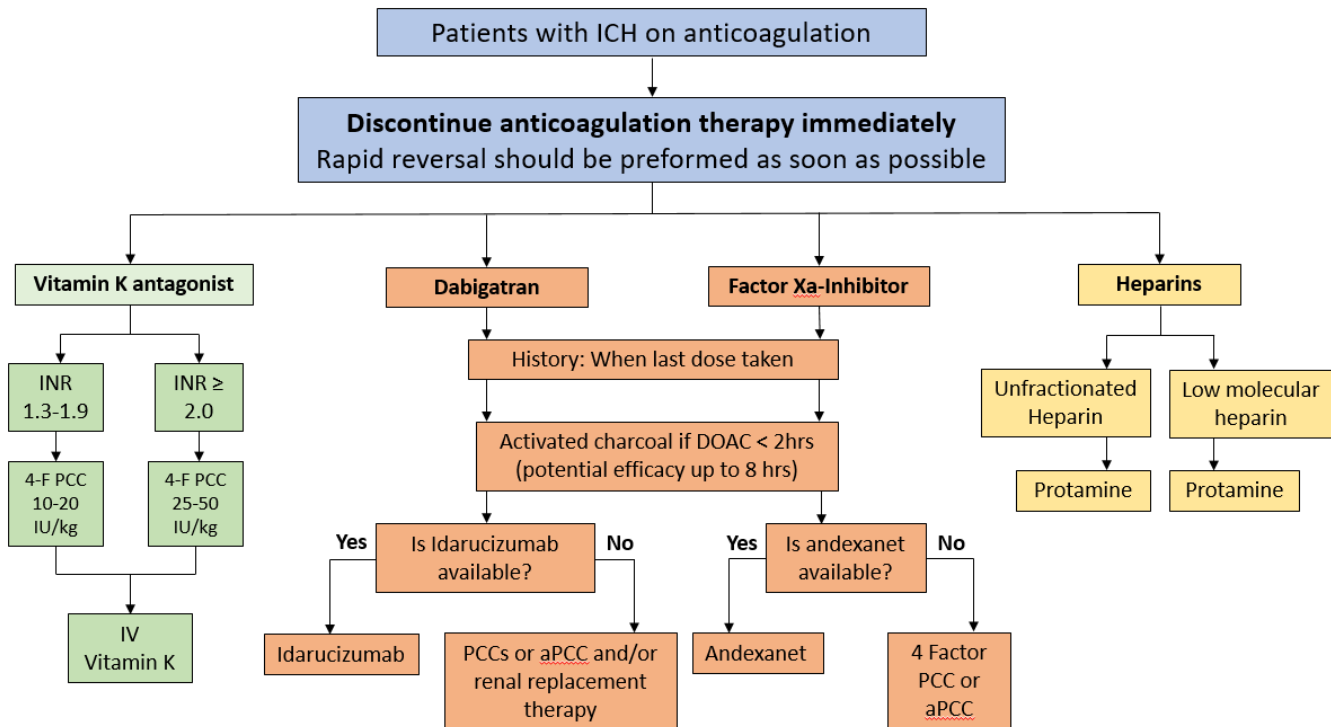 Patients with ICH on anticoagulation
Discontinue anticoagulation therapy immediately
Rapid reversal should be preformed as soon as possible
Vitamin K antagonist
Dabigatran
Factor Xa-Inhibitor
Heparins
History: When last dose taken
INR
1.3-1.9
INR ≥
2.0
Unfractionated
Heparin
Low molecular
heparin
Activated charcoal if DOAC < 2hrs
(potential efficacy up to 8 hrs)
4-F PCC
10-20
IU/kg
4-F PCC
25-50
IU/kg
Protamine
Protamine
Yes
Is Idarucizumab
available?
No
Yes
Is andexanet
available?
No
IV
Vitamin K
Idarucizumab
PCCs or aPCC and/or
renal replacement
therapy
Andexanet
4 Factor
PCC or
aPCC